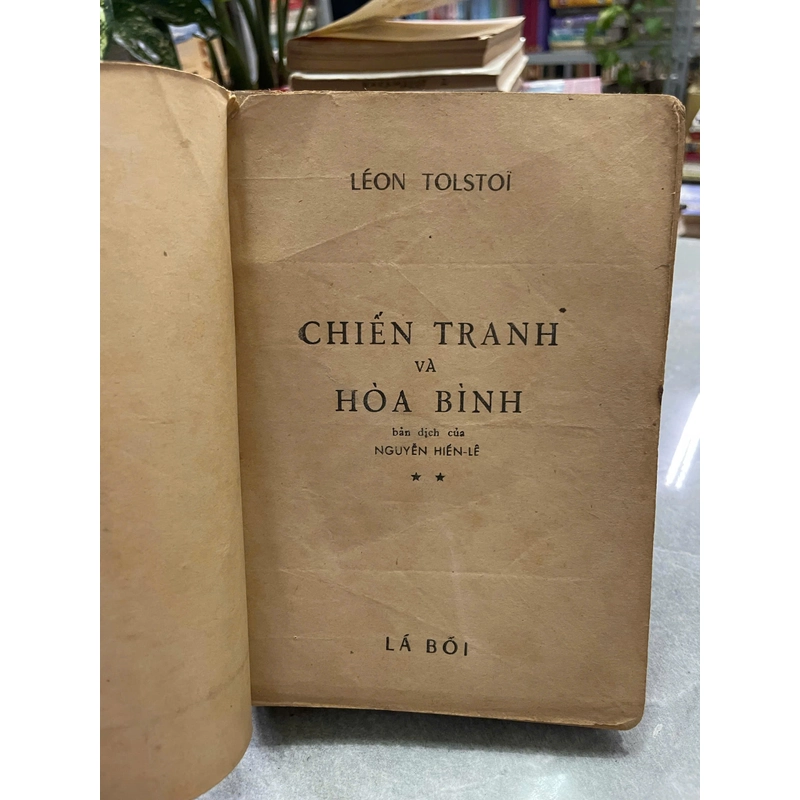 LÉON TOLSTOÏ
CHIẾN TRANH
VÀ
HÒA BÌNH
bản dịch của
NGUYỄN HIẾN-LÊ
★ ★
LÁ BỐI